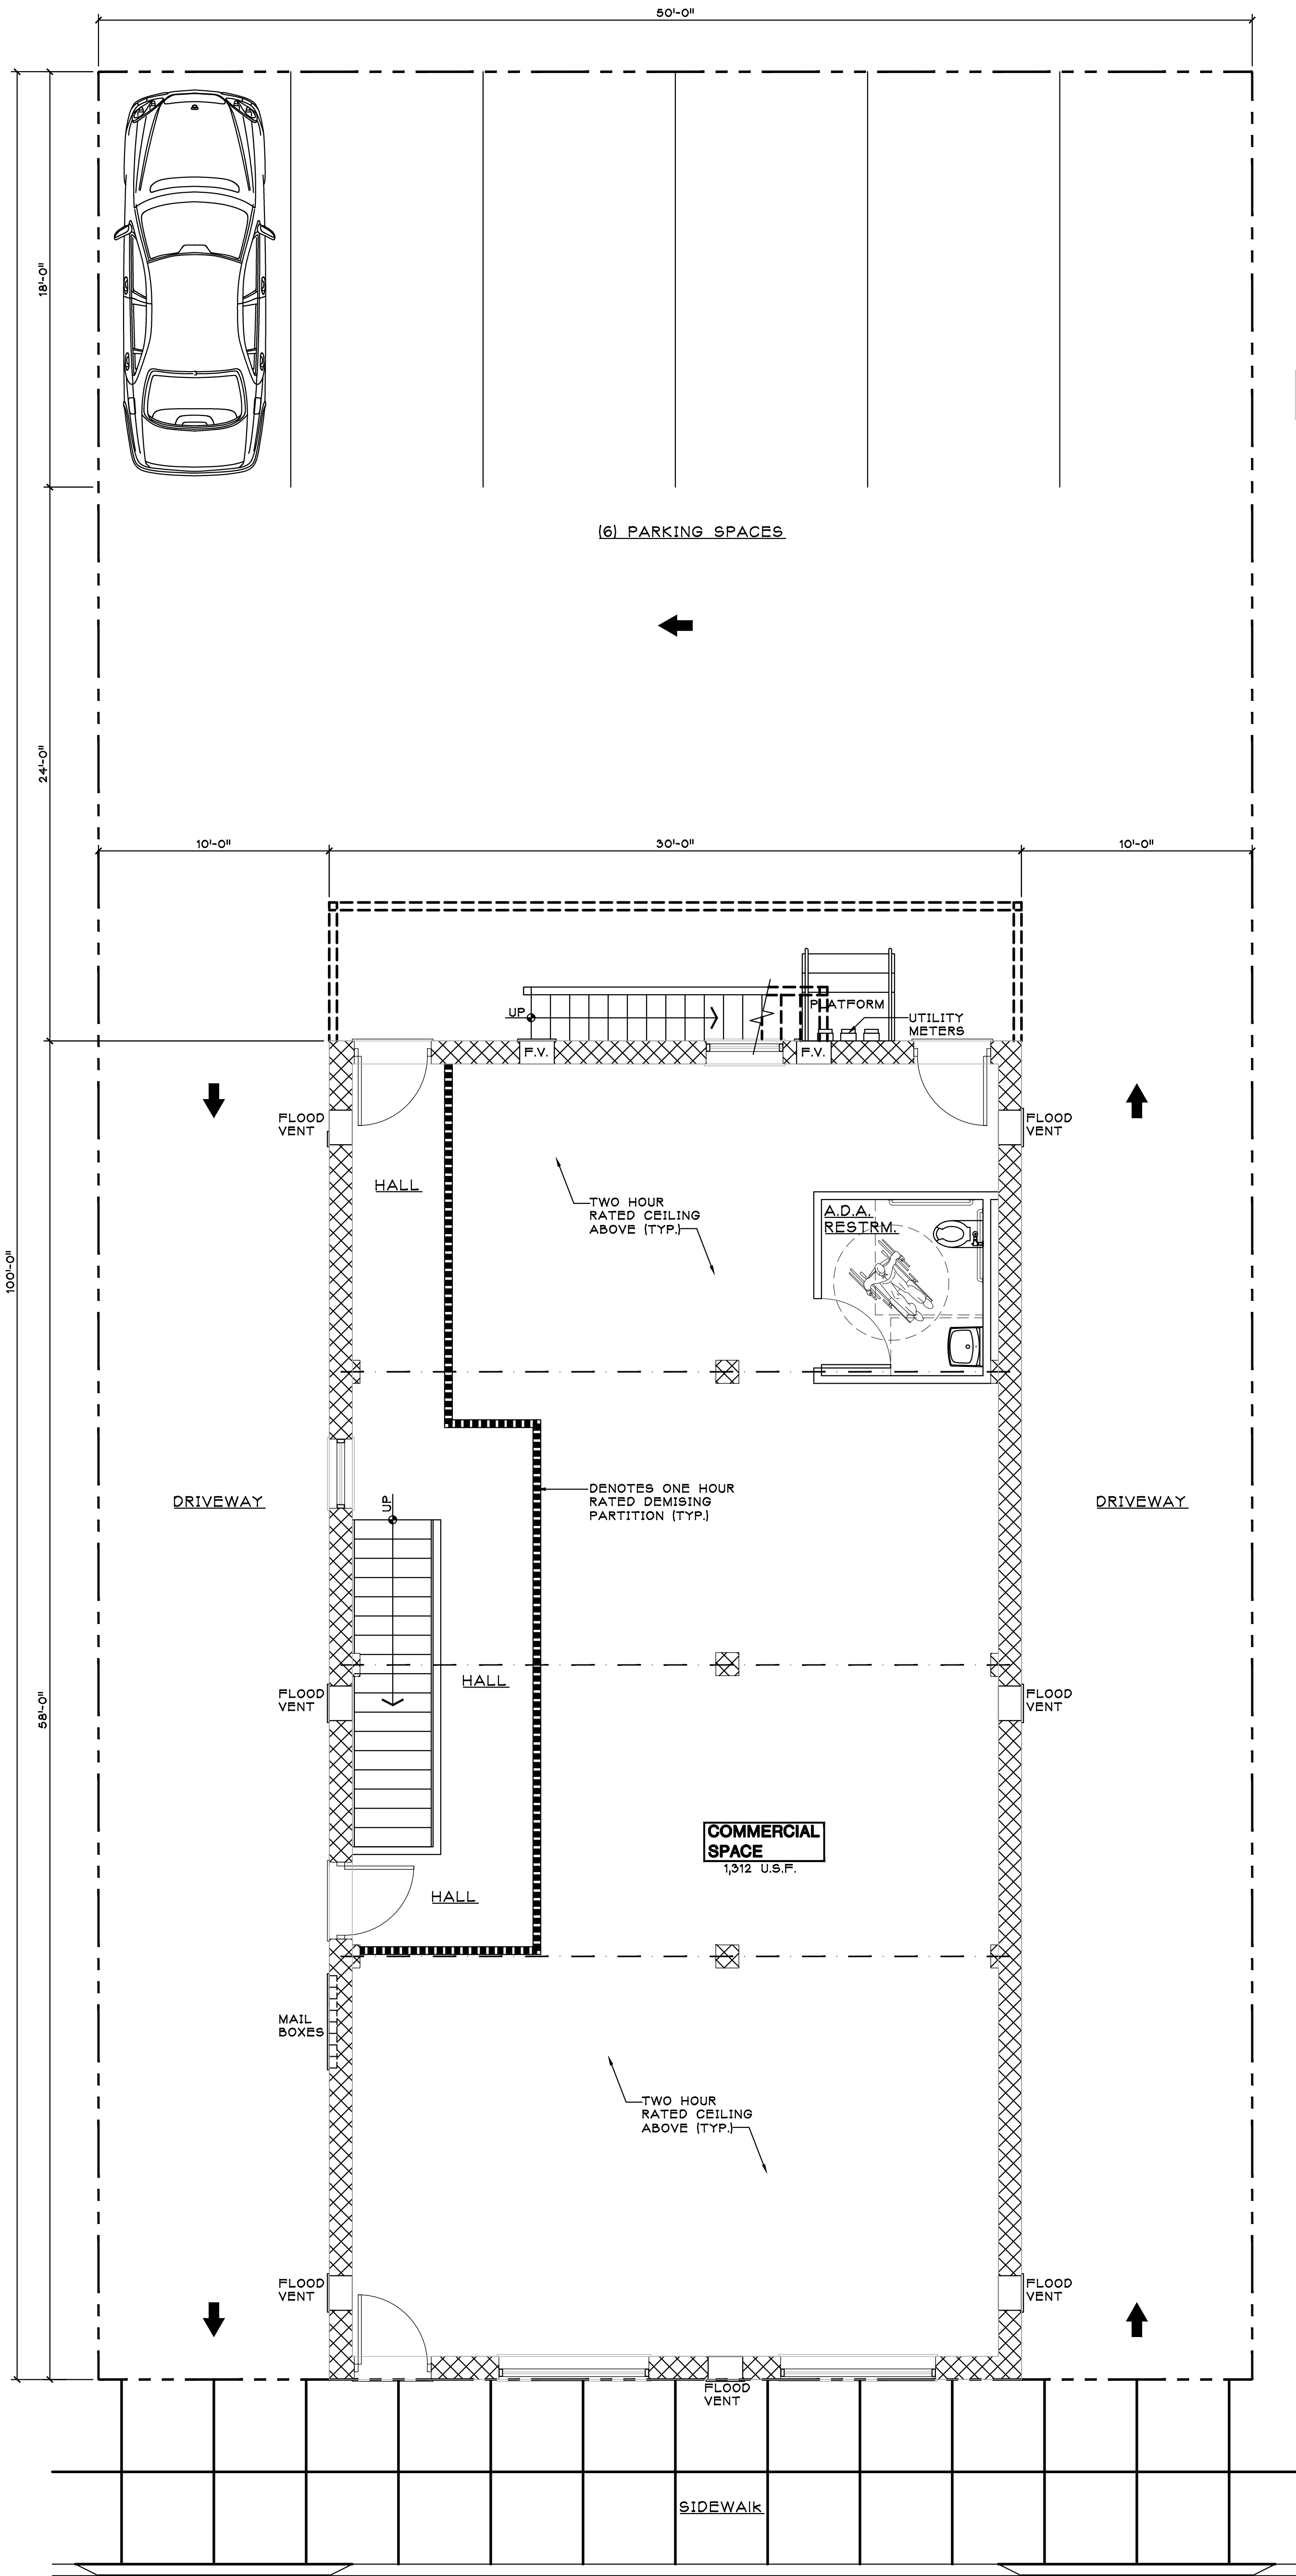 50'-0"
18'-0"
(6) PARKING SPACES
24'-0"
10'-0"
30'-0"
10'-0"
UP
PLATFORM
UTILITY
METERS
F.V.
F.V.
FLOOD
VENT
FLOOD
VENT
HALL
TWO HOUR
RATED CEILING
ABOVE (TYP.)
A.D.A.
RESTRM.
100'-0"
DRIVEWAY
UP
DENOTES ONE HOUR
RATED DEMISING
PARTITION (TYP.)
DRIVEWAY
HALL
58'-0"
FLOOD
VENT
FLOOD
VENT
COMMERCIAL
SPACE
1,312 U.S.F.
HALL
MAIL
BOXES
TWO HOUR
RATED CEILING
ABOVE (TYP.)
FLOOD
VENT
FLOOD
VENT
FLOOD
VENT
SIDEWAlk